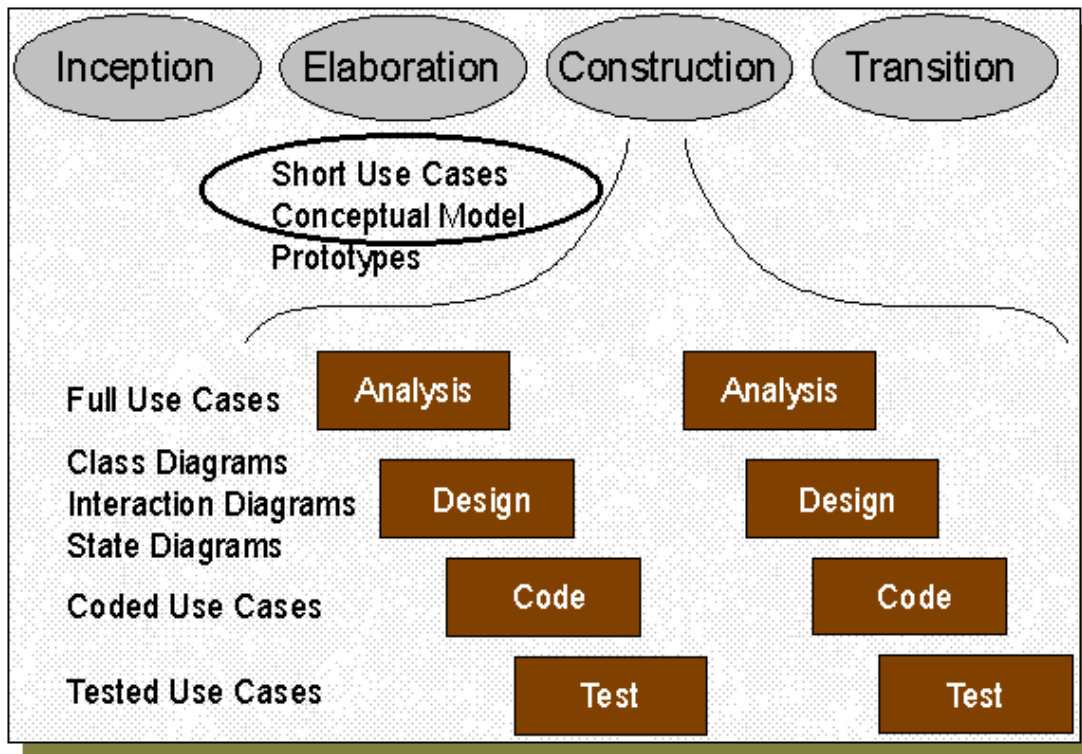 Inception Elaboration Construction Transition
Short Use Cases
Conceptual Model
Prototypes
Full Use Cases Analysis Analysis
Class Diagrams
Interaction Diagrams Design Design
State Diagrams
Coded Use Cases Code Code
Tested Use Cases Test Test